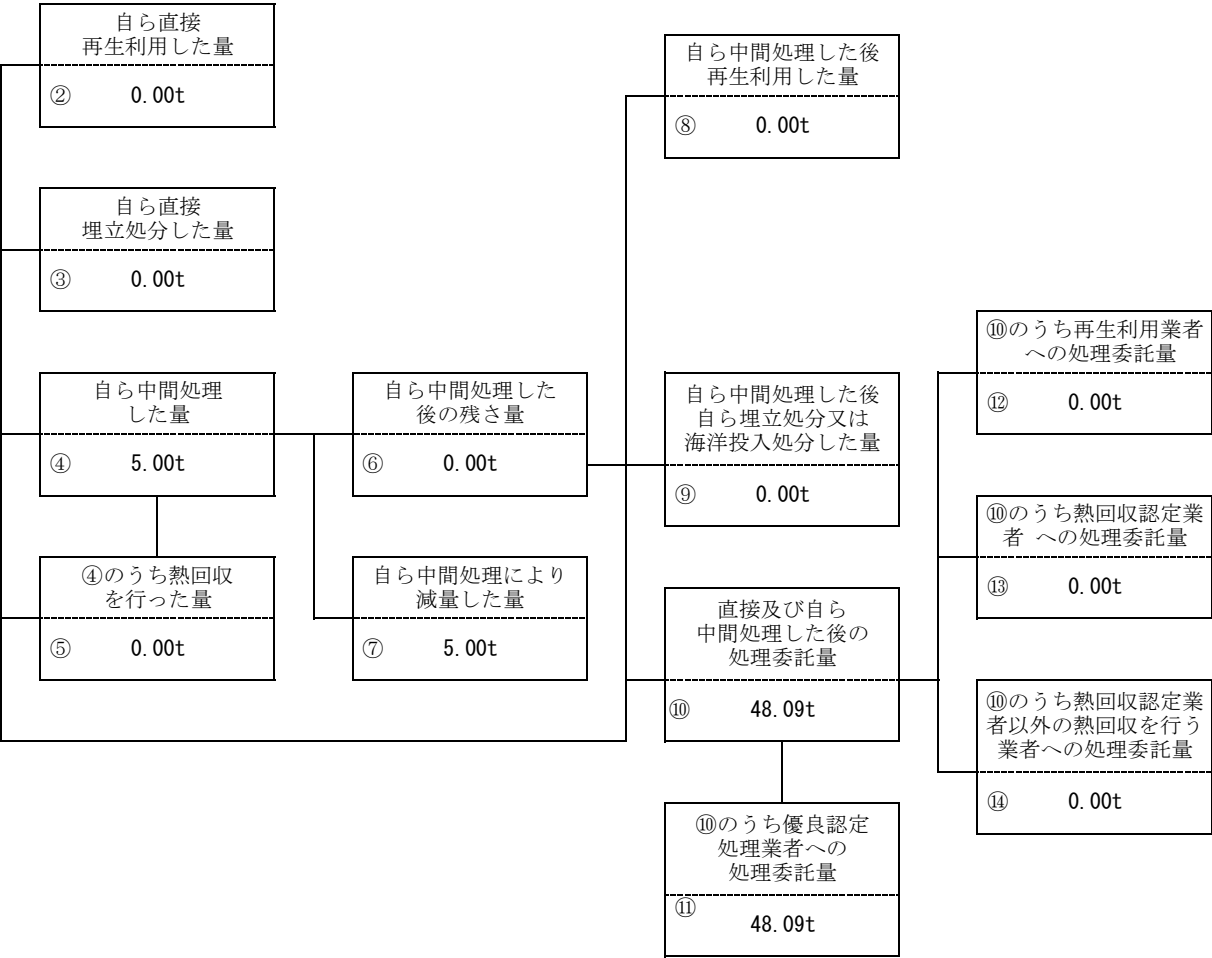 自ら直接
再生利用した量
② 0.00t
自ら直接
埋立処分した量
③ 0.00t
自ら中間処理
した量
④ 5.00t
④のうち熱回収
を行った量
⑤ 0.00t
自ら中間処理した
後の残さ量
⑥ 0.00t
自ら中間処理により
減量した量
⑦ 5.00t
自ら中間処理した後
再生利用した量
⑧ 0.00t
自ら中間処理した後
自ら埋立処分又は
海洋投入処分した量
⑨ 0.00t
直接及び自ら
中間処理した後の
処理委託量
⑩ 48.09t
⑩のうち優良認定
処理業者への
処理委託量
⑪
48.09t
⑩のうち再生利用業者
への処理委託量
⑫ 0.00t
⑩のうち熱回収認定業
者 への処理委託量
⑬ 0.00t
⑩のうち熱回収認定業
者以外の熱回収を行う
業者への処理委託量
⑭ 0.00t